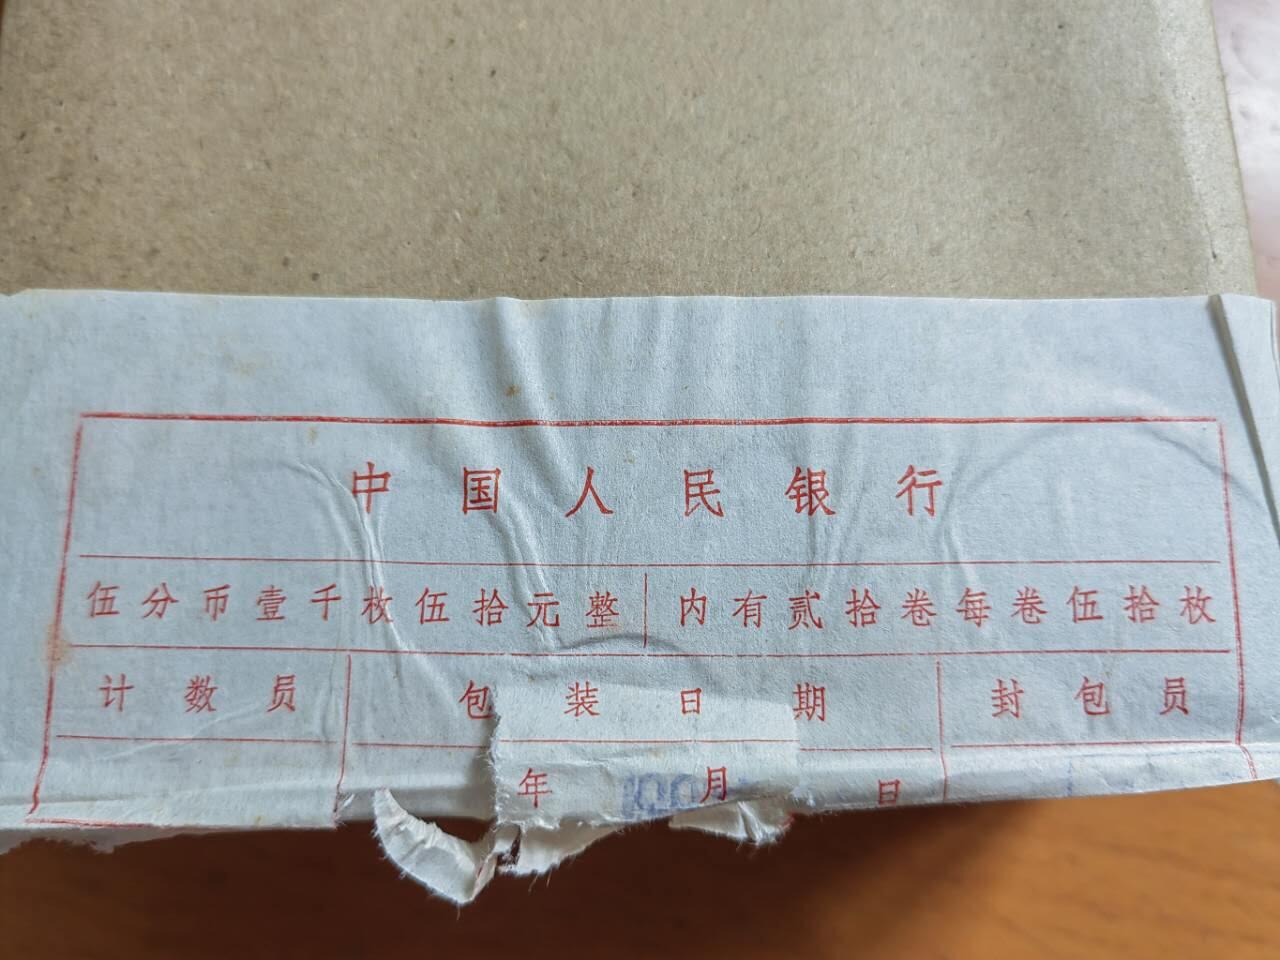 中国人民银行
伍分币壹千枚伍拾元整 内有贰拾卷每卷伍拾枚
计数员 包装日期 封包员
年 月 日